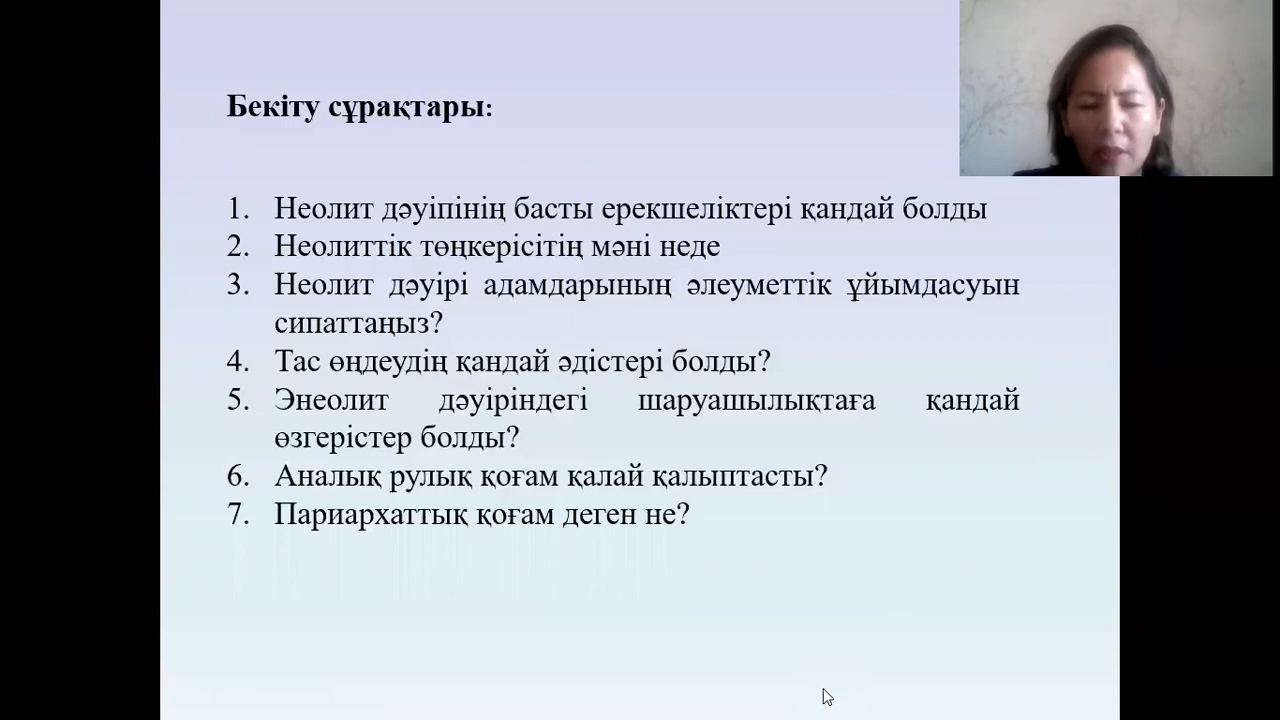 Бекіту сұрақтары:
1. Неолит дәуіпінің басты ерекшеліктері қандай болды
2. Неолиттік төңкерісітің мәні неде
3. Неолит дәуірі адамдарының әлеуметтік ұйымдасуын
сипаттаңыз?
4. Тас өңдеудің қандай әдістері болды?
5. Энеолит дәуіріндегі шаруашылықтаға қандай
өзгерістер болды?
6. Аналық рулық қоғам қалай қалыптасты?
7. Париархаттық қоғам деген не?